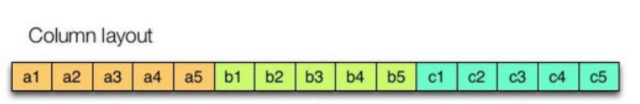 Column layout
a1 a2 a3 a4 a5 b1 b2 b3 b4 b5 c1 c2 c3 c4 c5